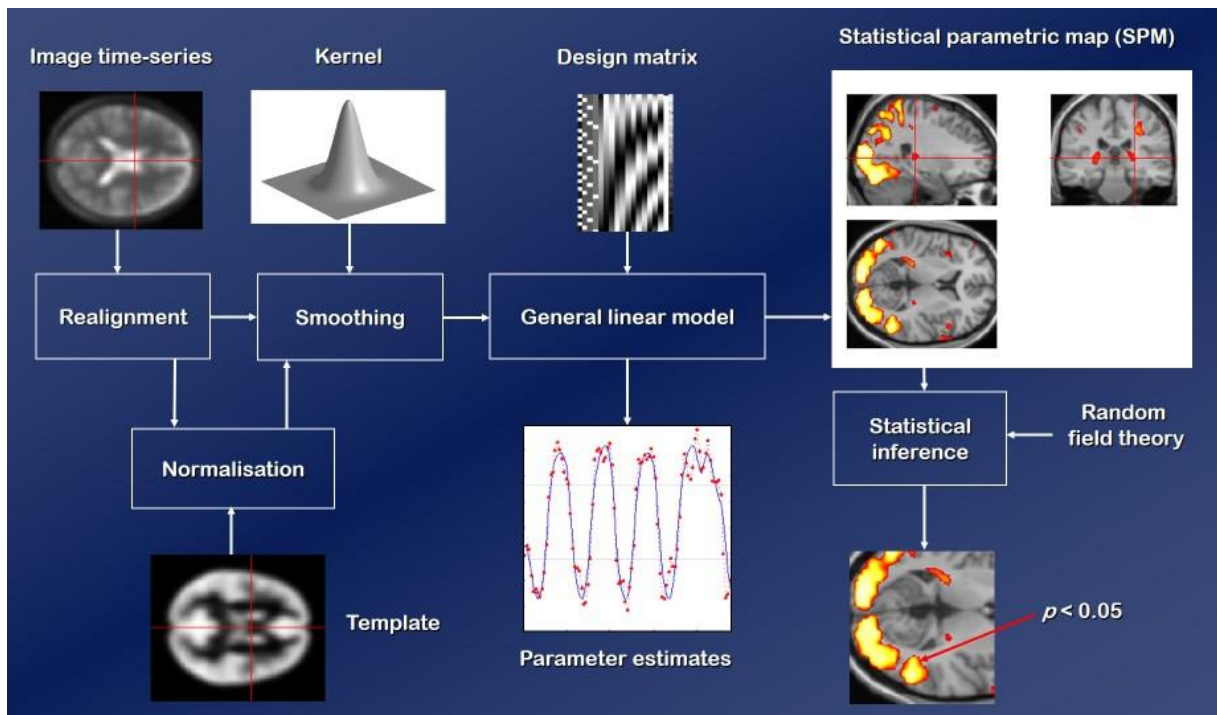 Image time-series
Kernel
Design matrix
Statistical parametric map (SPM)
Realignment
Smoothing
General linear model
Statistical
inference
Random
field theory
Normalisation
Template
Parameter estimates
p < 0.05